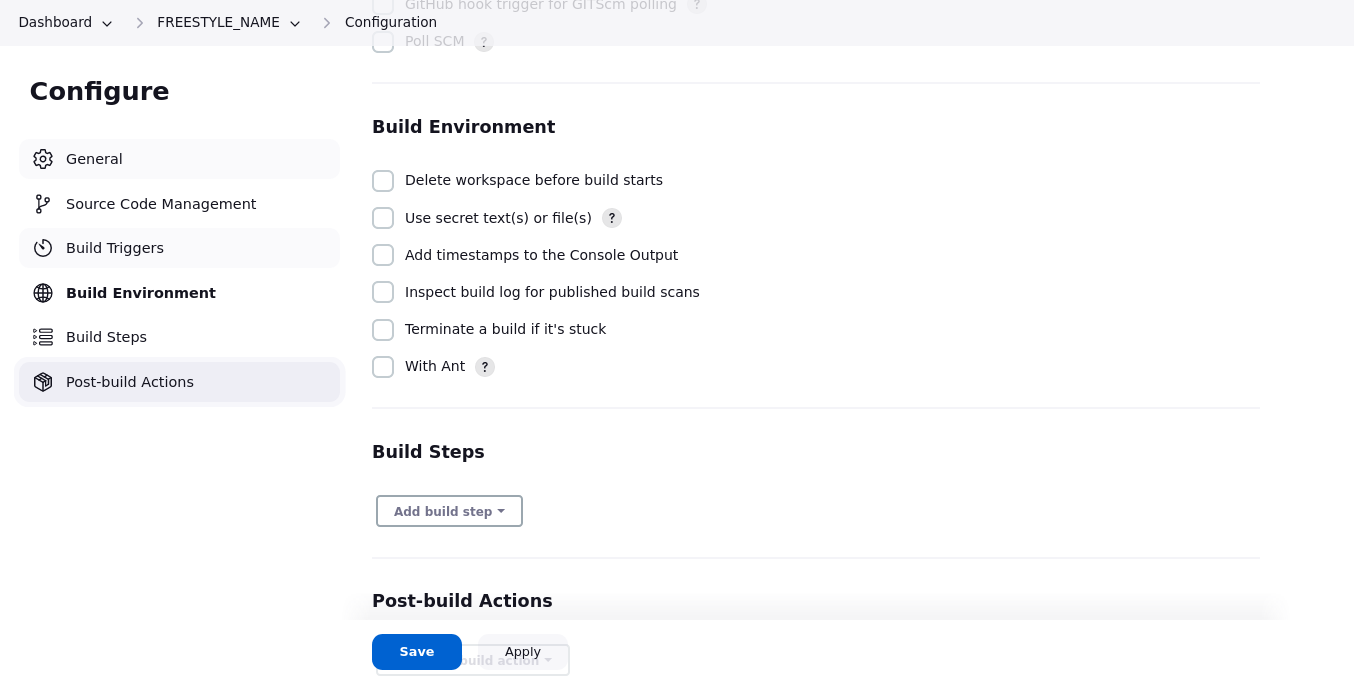 Dashboard
FREESTYLE_NAME
Configuration
GitHub hook trigger for GITScm polling ?
Poll SCM ?
Configure
General
Source Code Management
Build Triggers
Build Environment
Build Steps
Post-build Actions
Build Environment
Delete workspace before build starts
Use secret text(s) or file(s) ?
Add timestamps to the Console Output
Inspect build log for published build scans
Terminate a build if it's stuck
With Ant ?
Build Steps
Add build step
Post-build Actions
Save
Apply
build action